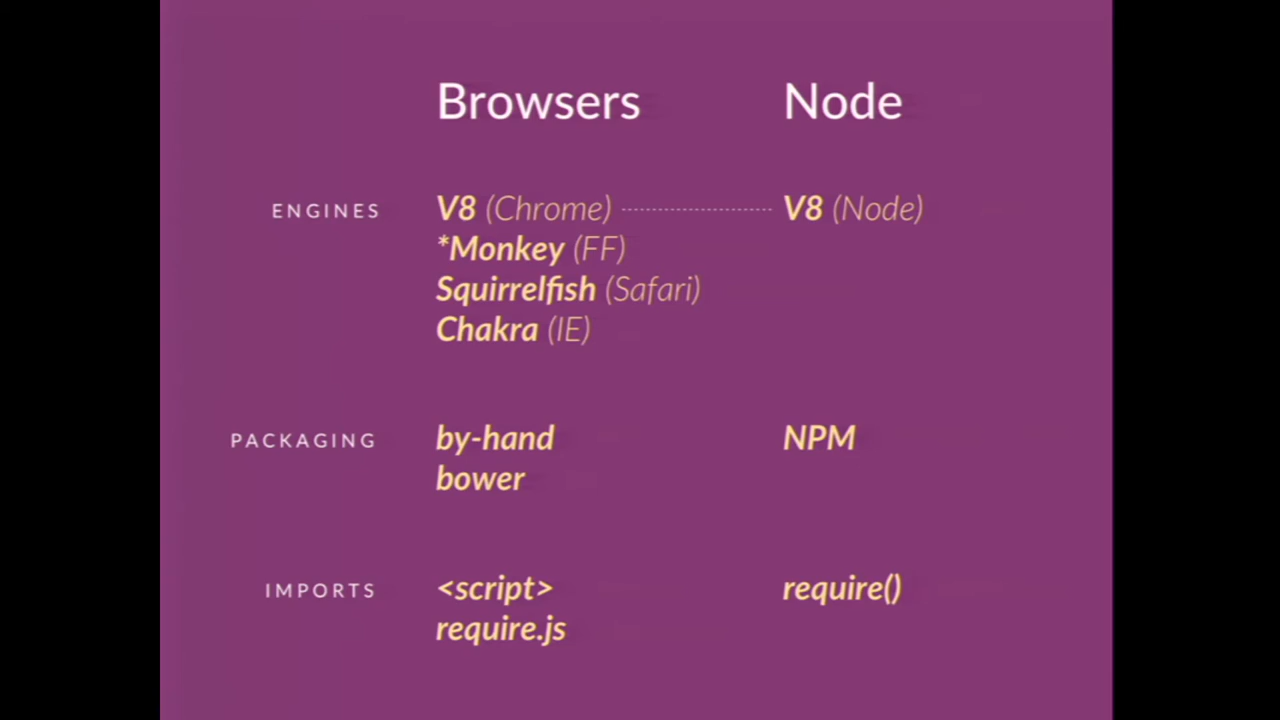 Browsers Node
ENGINES V8 (Chrome) V8 (Node)
*Monkey (FF)
Squirrelfish (Safari)
Chakra (IE)
PACKAGING by-hand NPM
bower
IMPORTS <script> require()
require.js